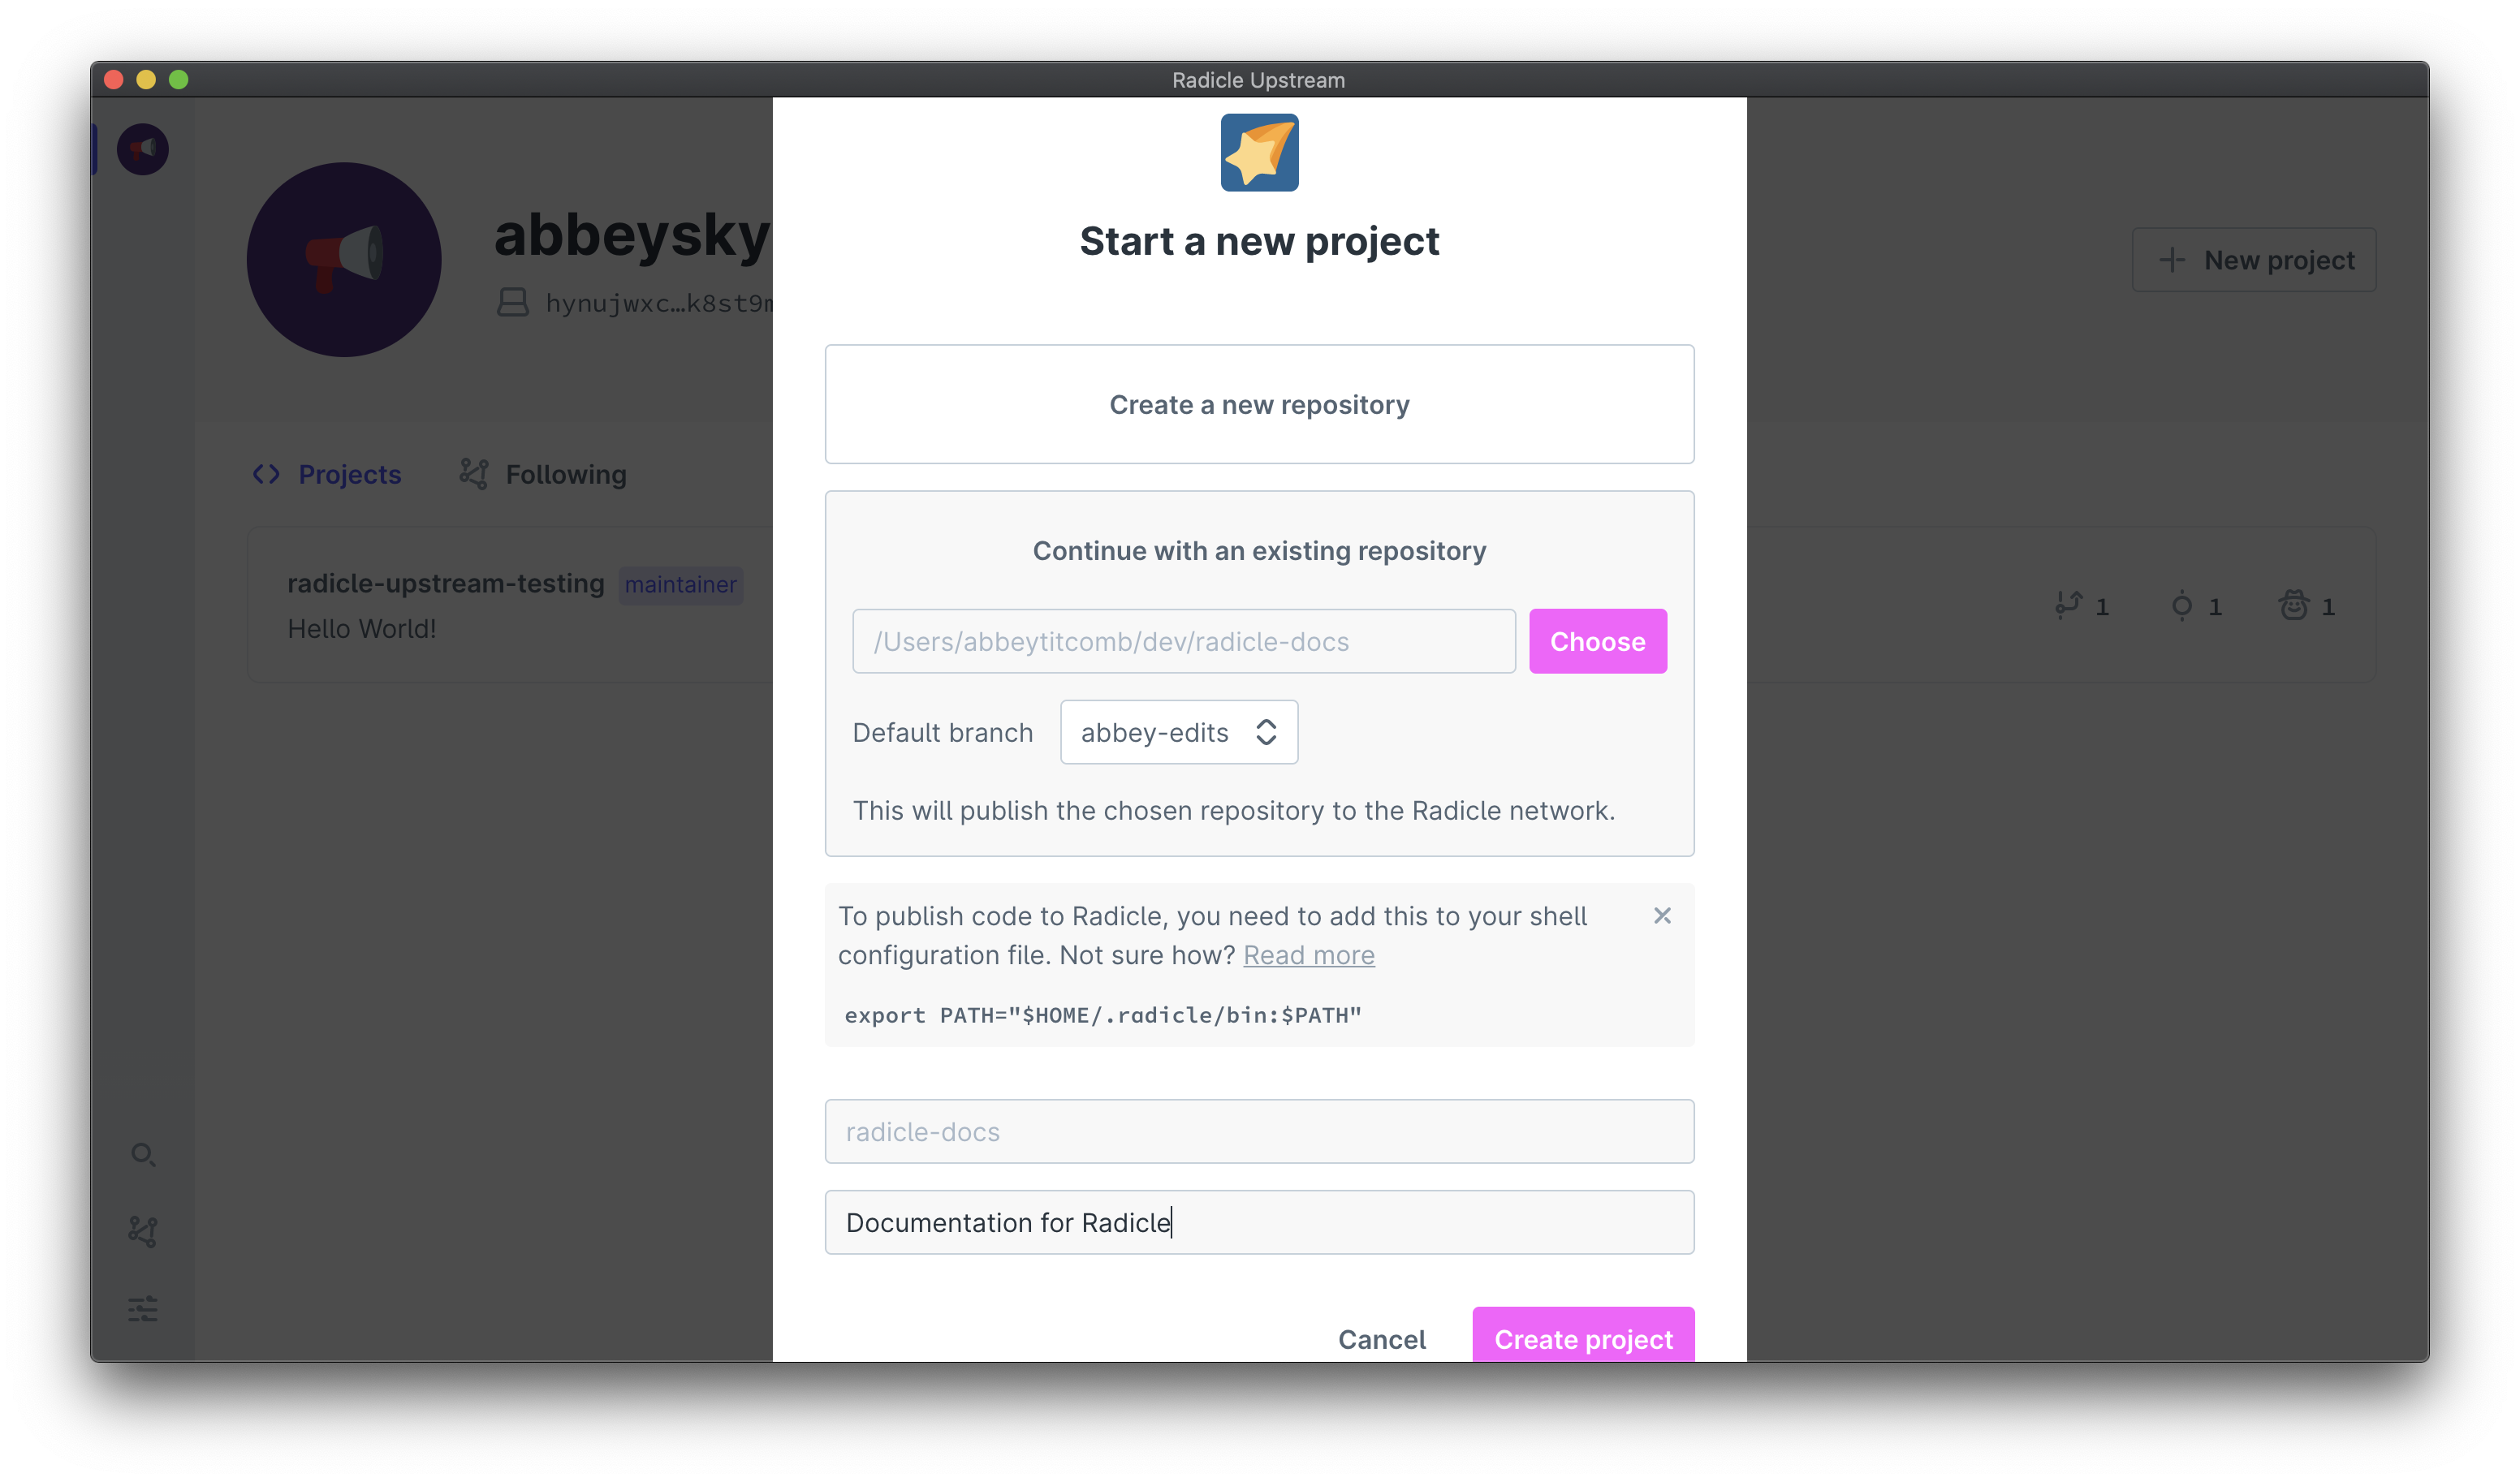 Radicle Upstream
abbeysky
hynujwxc…k8st9
New project
Projects
Following
radicle-upstream-testing
maintainer
Hello World!
1
1
1
Start a new project
Create a new repository
Continue with an existing repository
/Users/abbeytitcomb/dev/radicle-docs
Choose
Default branch
abbey-edits
This will publish the chosen repository to the Radicle network.
To publish code to Radicle, you need to add this to your shell
configuration file. Not sure how? Read more
export PATH="$HOME/.radicle/bin:$PATH"
radicle-docs
Documentation for Radicle
Cancel
Create project